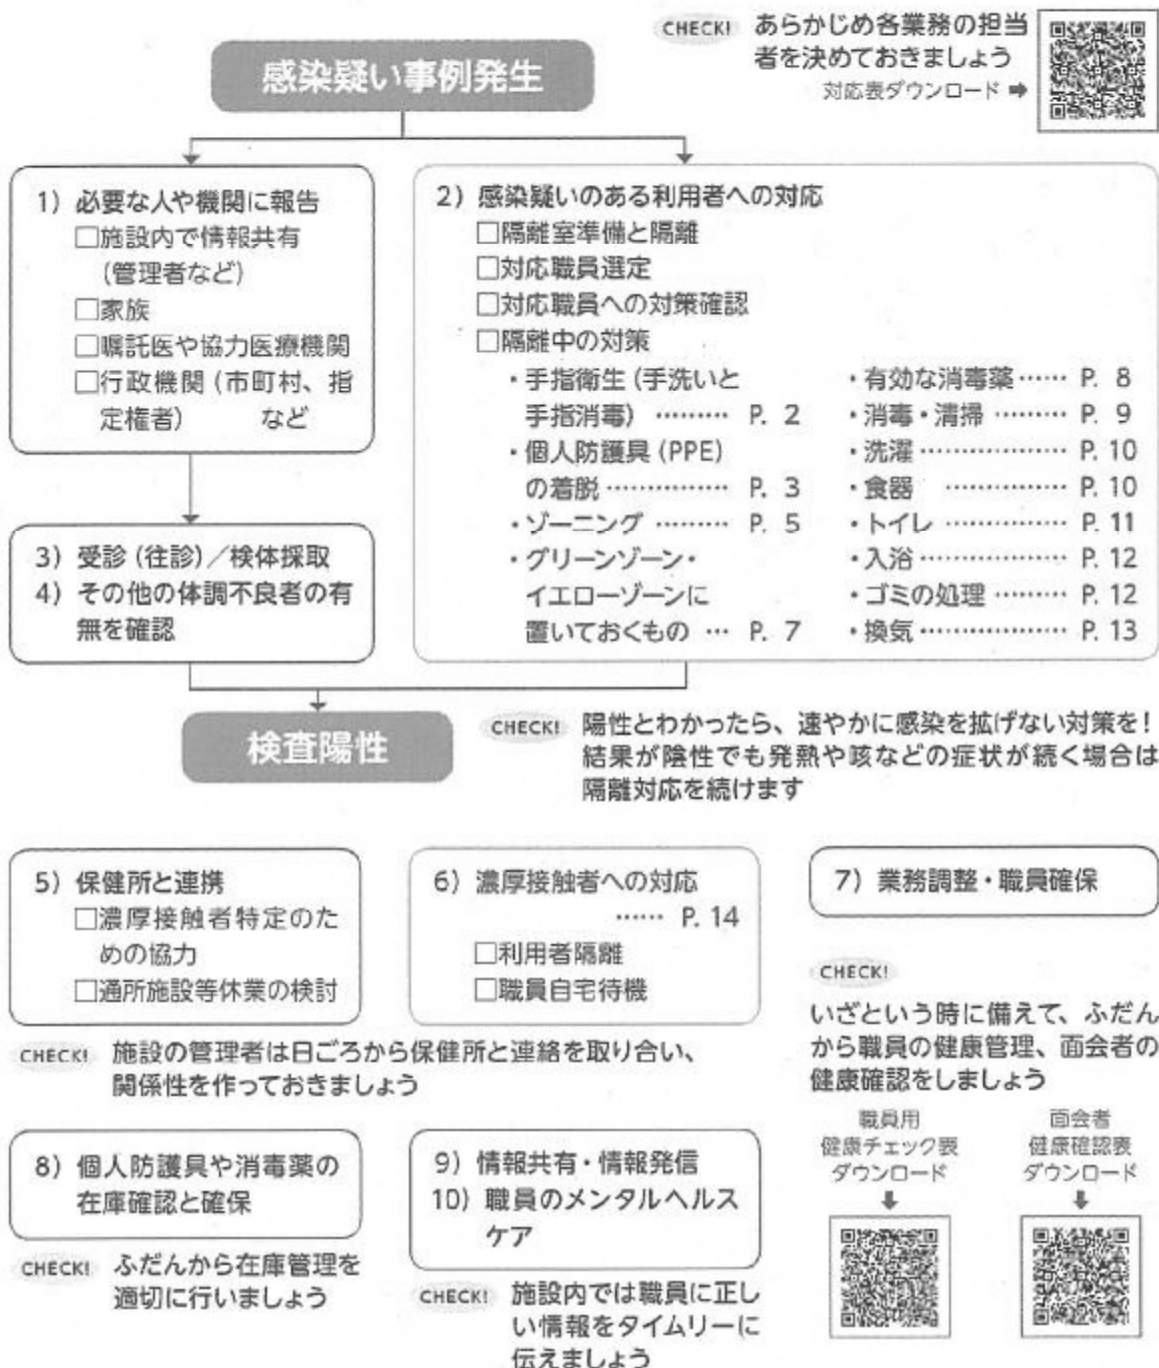 CHECK! あらかじめ各業務の担当
者を決めておきましょう
対応表ダウンロード ➡
感染疑い事例発生
1）必要な人や機関に報告
□施設内で情報共有
（管理者など）
□家族
□嘱託医や協力医療機関
□行政機関（市町村、指
定権者） など
2）感染疑いのある利用者への対応
□隔離室準備と隔離
□対応職員選定
□対応職員への対策確認
□隔離中の対策
・手指衛生（手洗いと
手指消毒） ……… P. 2
・個人防護具（PPE）
の着脱 …………… P. 3
・ゾーニング ……… P. 5
・グリーンゾーン・
イエローゾーンに
置いておくもの … P. 7
・有効な消毒薬…… P. 8
・消毒・清掃 ……… P. 9
・洗濯……………… P. 10
・食器 …………… P. 10
・トイレ …………… P. 11
・入浴……………… P. 12
・ゴミの処理 ……… P. 12
・換気……………… P. 13
3）受診（往診）／検体採取
4）その他の体調不良者の有
無を確認
検査陽性
CHECK! 陽性とわかったら、速やかに感染を拡げない対策を！
結果が陰性でも発熱や咳などの症状が続く場合は
隔離対応を続けます
5）保健所と連携
□濃厚接触者特定のた
めの協力
□通所施設等休業の検討
6）濃厚接触者への対応
…… P. 14
□利用者隔離
□職員自宅待機
CHECK! 施設の管理者は日ごろから保健所と連絡を取り合い、
関係性を作っておきましょう
7）業務調整・職員確保
CHECK!
いざという時に備えて、ふだん
から職員の健康管理、面会者の
健康確認をしましょう
職員用
健康チェック表
ダウンロード
⬇
面会者
健康確認表
ダウンロード
⬇
8）個人防護具や消毒薬の
在庫確認と確保
CHECK! ふだんから在庫管理を
適切に行いましょう
9）情報共有・情報発信
10）職員のメンタルヘルス
ケア
CHECK! 施設内では職員に正し
い情報をタイムリーに
伝えましょう